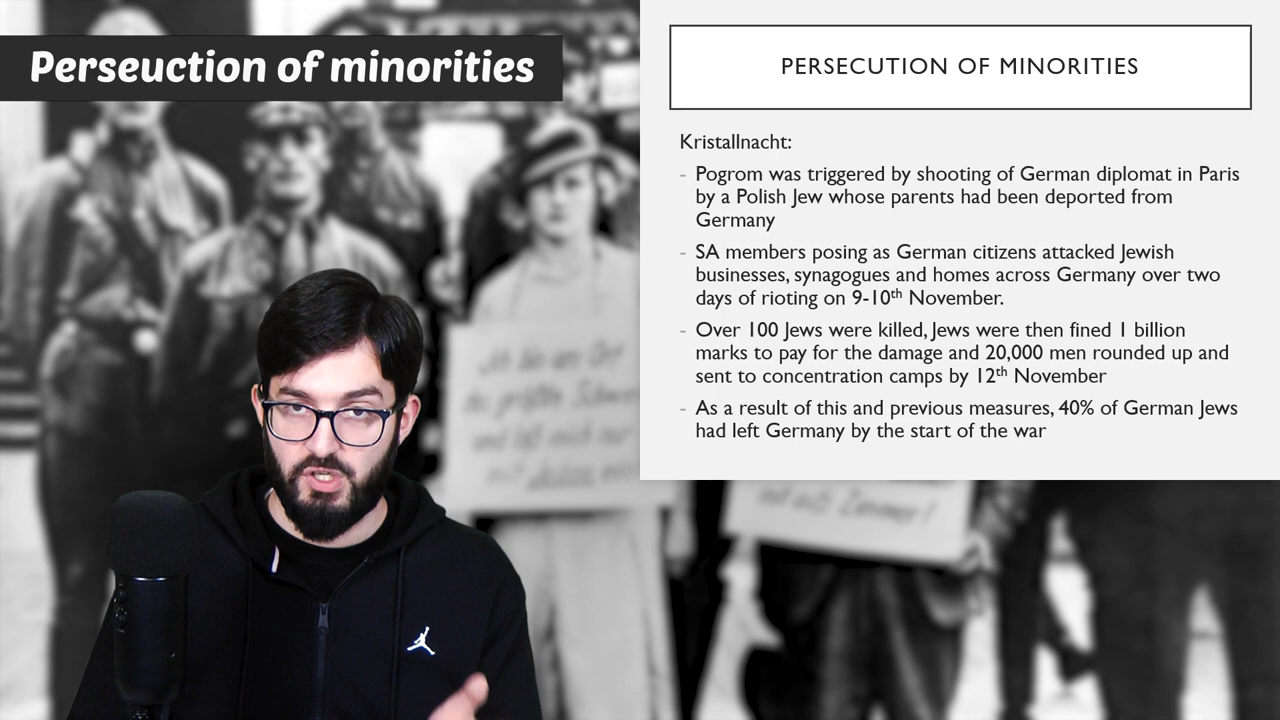 Perseuction of minorities
PERSECUTION OF MINORITIES
Kristallnacht:
- Pogrom was triggered by shooting of German diplomat in Paris
by a Polish Jew whose parents had been deported from
Germany
- SA members posing as German citizens attacked Jewish
businesses, synagogues and homes across Germany over two
days of rioting on 9-10th November.
- Over 100 Jews were killed, Jews were then fined 1 billion
marks to pay for the damage and 20,000 men rounded up and
sent to concentration camps by 12th November
- As a result of this and previous measures, 40% of German Jews
had left Germany by the start of the war